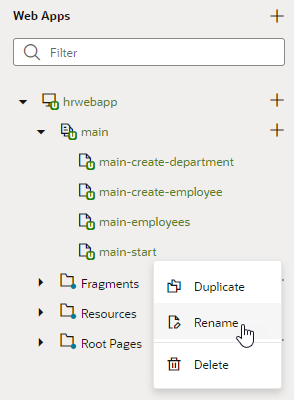 Web Apps
Filter
hrwebapp
main
main-create-department
main-create-employee
main-employees
main-start
Fragments
Resources
Root Pages
Duplicate
Rename
Delete